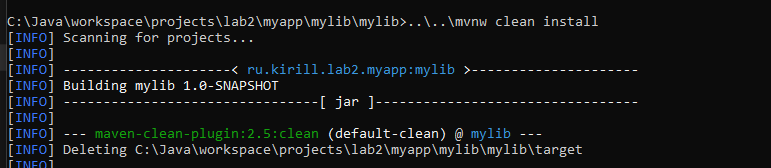 C:\Java\workspace\projects\lab2\myapp\mylib\mylib>..\..\mvnw clean install
[INFO] Scanning for projects...
[INFO]
[INFO] ---------------------< ru.kirill.lab2.myapp:mylib >---------------------
[INFO] Building mylib 1.0-SNAPSHOT
[INFO] --------------------------------[ jar ]---------------------------------
[INFO]
[INFO] --- maven-clean-plugin:2.5:clean (default-clean) @ mylib ---
[INFO] Deleting C:\Java\workspace\projects\lab2\myapp\mylib\mylib\target
[INFO]